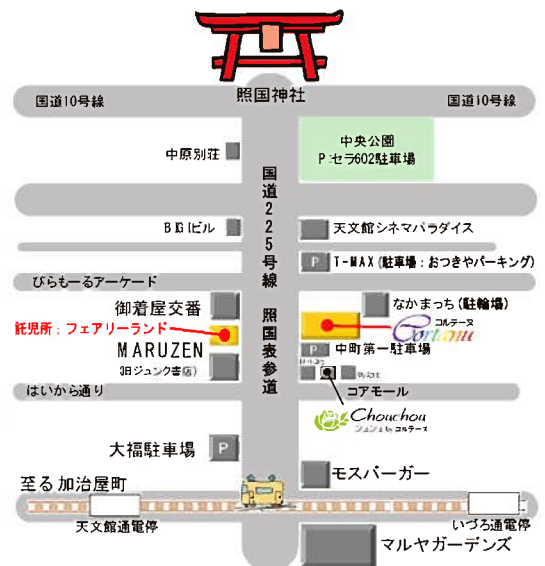 照国神社
国道10号線
国道10号線
中原別荘
中央公園
P:セラ602駐車場
国道225号線 照国表参道
BIGIビル
天文館シネマパラダイス
P T-MAX (駐車場：おつきやパーキング)
ぴらもーるアーケード
御着屋交番
なかまっち (駐輪場)
託児所：フェアリーランド
コルテーヌ
MARUZEN
P 中町第一駐車場
(旧ジュンク書店)
はいから通り
コアモール
Chouchou
シュシュ by コルテーヌ
大福駐車場 P
モスバーガー
至る 加治屋町
天文館通電停
いづろ通電停
マルヤガーデンズ